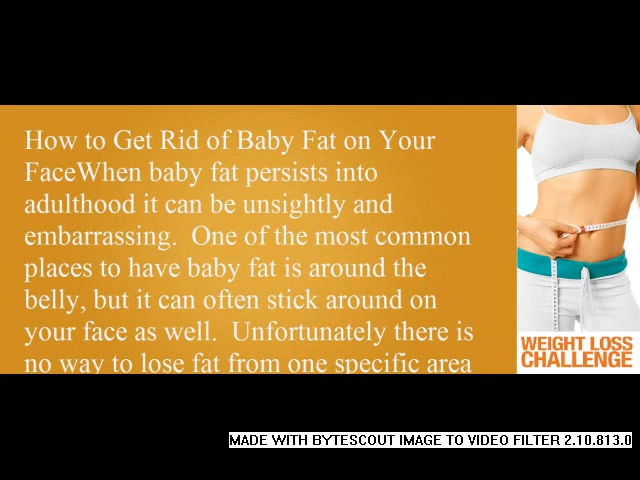 How to Get Rid of Baby Fat on Your
FaceWhen baby fat persists into
adulthood it can be unsightly and
embarrassing.  One of the most common
places to have baby fat is around the
belly, but it can often stick around on
your face as well.  Unfortunately there is
no way to lose fat from one specific area
WEIGHT LOSS
CHALLENGE
MADE WITH BYTESCOUT IMAGE TO VIDEO FILTER 2.10.813.0